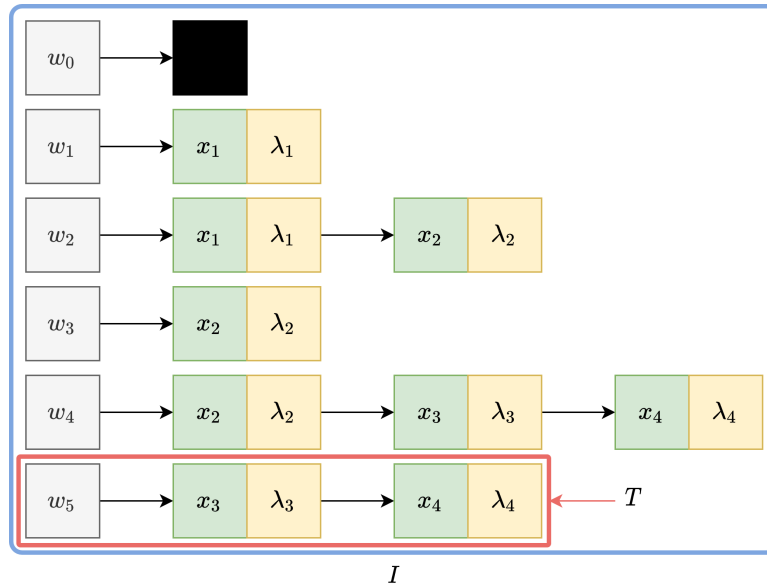 w₀
w₁ x₁ λ₁
w₂ x₁ λ₁ x₂ λ₂
w₃ x₂ λ₂
w₄ x₂ λ₂ x₃ λ₃ x₄ λ₄
w₅ x₃ λ₃ x₄ λ₄ T
I